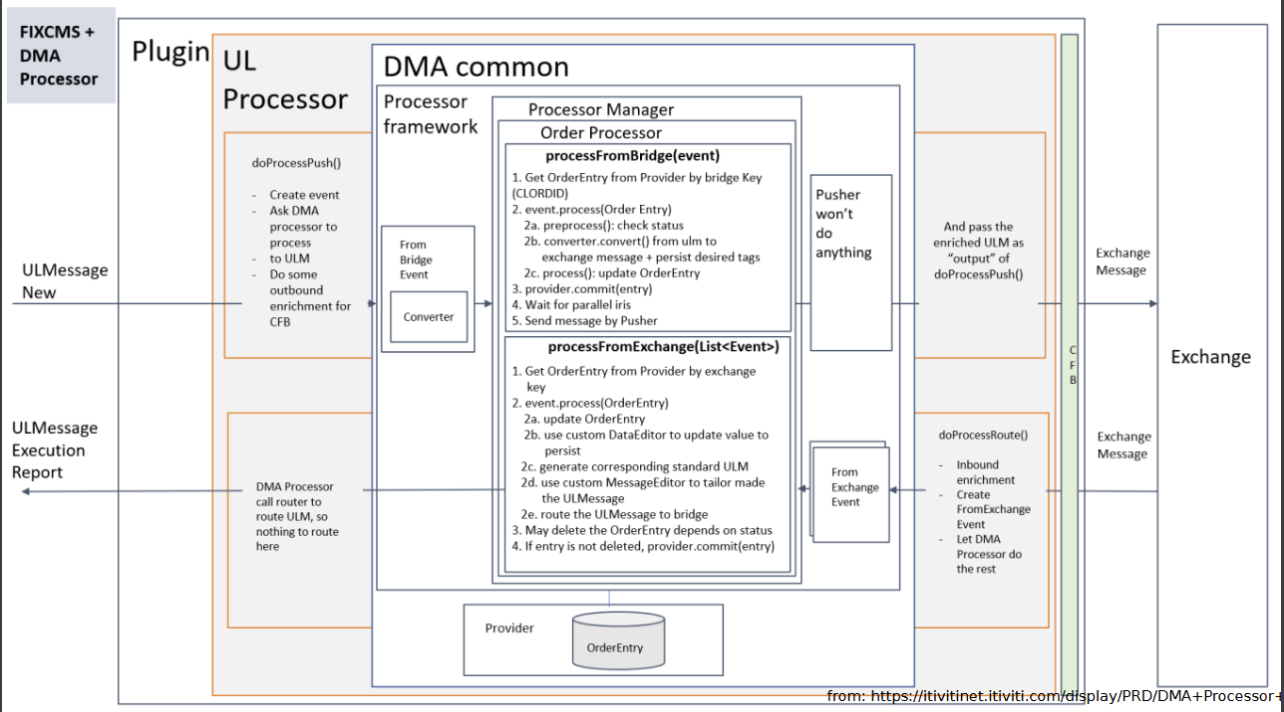 FIXCMS +
DMA
Processor
Plugin
UL
Processor
DMA common
Processor
framework
Processor Manager
Order Processor
processFromBridge(event)
1. Get OrderEntry from Provider by bridge Key
(CLORDID)
2. event.process(Order Entry)
2a. preprocess(): check status
2b. converter.convert() from ulm to
exchange message + persist desired tags
2c. process(): update OrderEntry
3. provider.commit(entry)
4. Wait for parallel iris
5. Send message by Pusher
processFromExchange(List<Event>)
1. Get OrderEntry from Provider by exchange
key
2. event.process(OrderEntry)
2a. update OrderEntry
2b. use custom DataEditor to update value to
persist
2c. generate corresponding standard ULM
2d. use custom MessageEditor to tailor made
the ULMessage
2e. route the ULMessage to bridge
3. May delete the OrderEntry depends on status
4. If entry is not deleted, provider.commit(entry)
doProcessPush()
- Create event
- Ask DMA
processor to
process
- to ULM
- Do some
outbound
enrichment for
CFB
From
Bridge
Event
Converter
Pusher
won't
do
anything
And pass the
enriched ULM as
"output" of
doProcessPush()
ULMessage
New
Exchange
Message
C
F
B
Exchange
ULMessage
Execution
Report
DMA Processor
call router to
route ULM, so
nothing to route
here
From
Exchange
Event
doProcessRoute()
- Inbound
enrichment
- Create
FromExchange
Event
- Let DMA
Processor do
the rest
Exchange
Message
Provider
OrderEntry
from: https://itivitinet.itiviti.com/display/PRD/DMA+Processor+